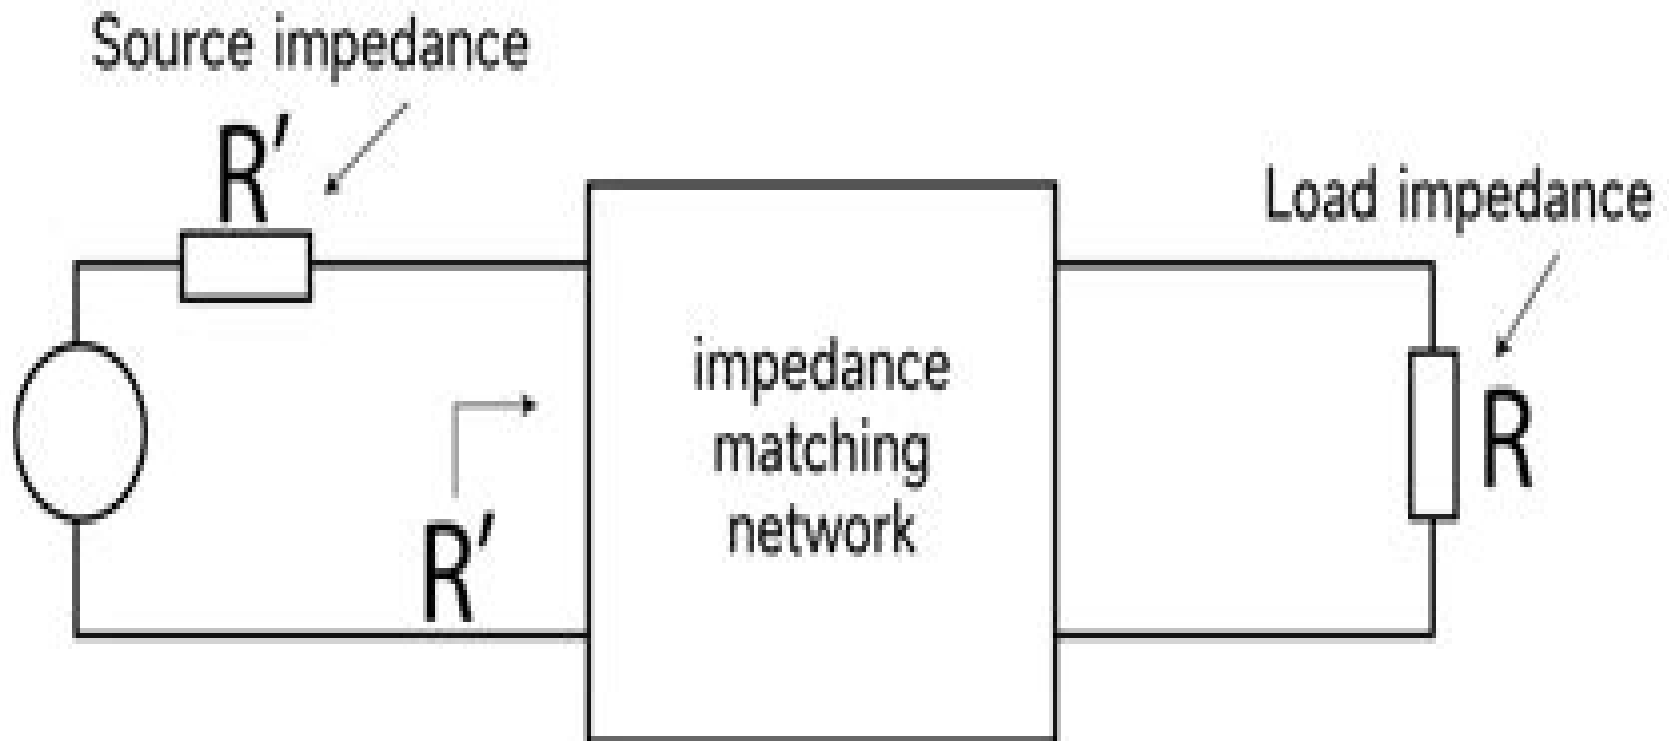 Source impedance
R′
Load impedance
impedance
matching
network
R
R′